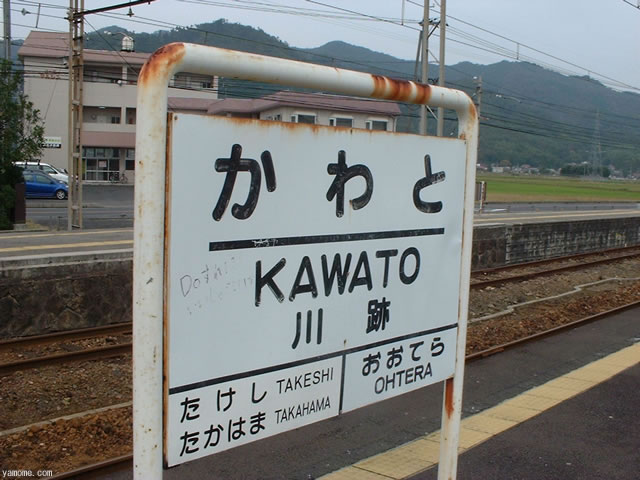 かわと
KAWATO
川 跡
たけし TAKESHI
たかはま TAKAHAMA
おおてら
OHTERA
yamome.com